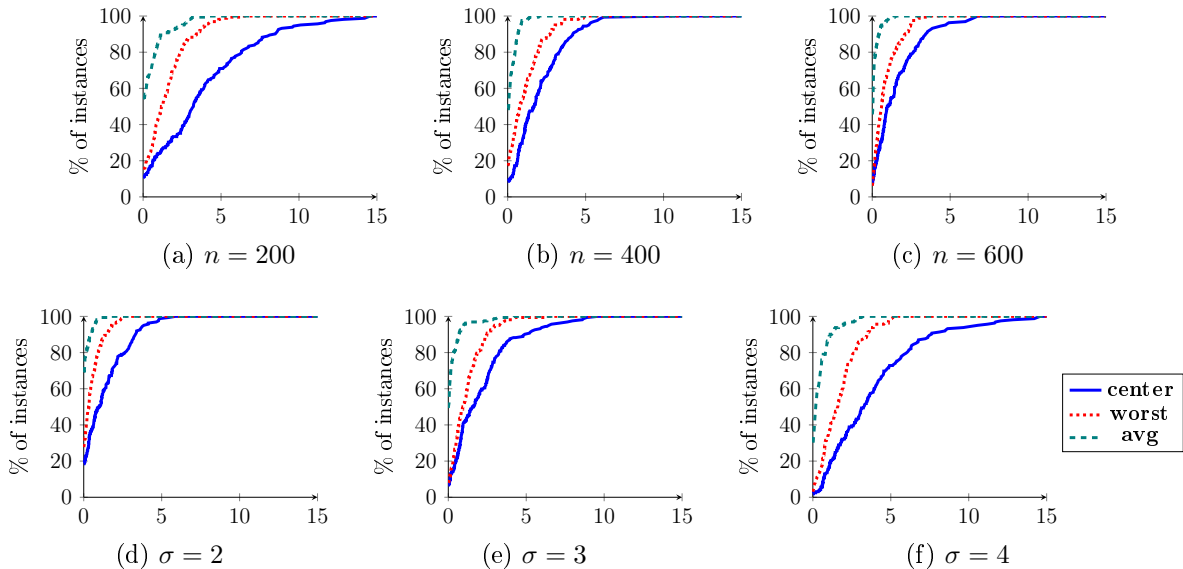 % of instances
100
80
60
40
20
0
0 5 10 15
(a) n = 200
% of instances
100
80
60
40
20
0
0 5 10 15
(b) n = 400
% of instances
100
80
60
40
20
0
0 5 10 15
(c) n = 600
% of instances
100
80
60
40
20
0
0 5 10 15
(d) σ = 2
% of instances
100
80
60
40
20
0
0 5 10 15
(e) σ = 3
% of instances
100
80
60
40
20
0
0 5 10 15
(f) σ = 4
center
worst
avg